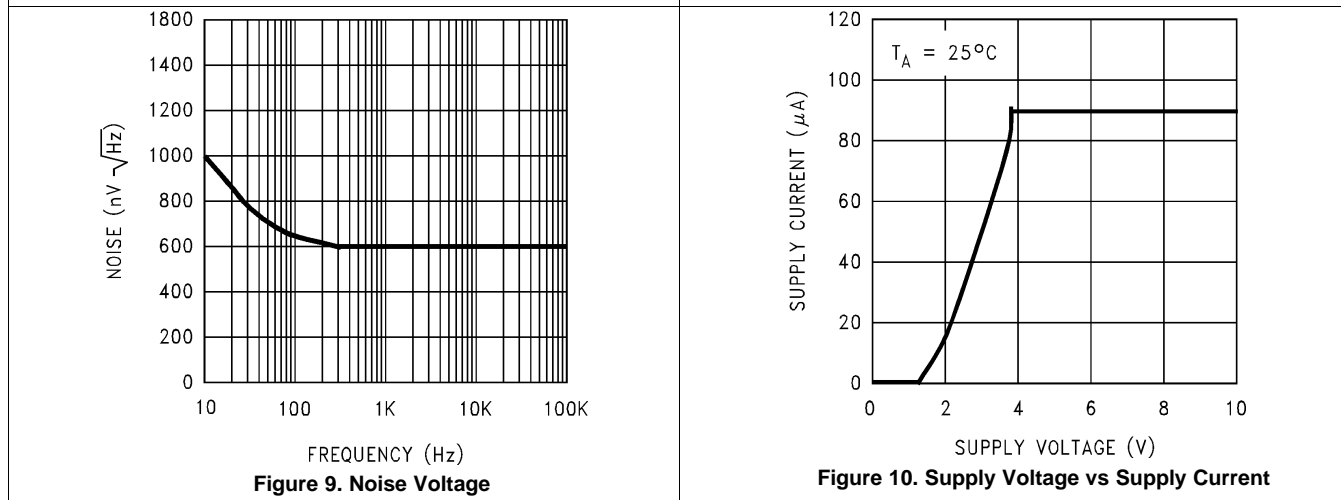 1800
1400
1200
1000
800
600
400
200
0
NOISE (nV √Hz)
10 100 1K 10K 100K
FREQUENCY (Hz)
Figure 9. Noise Voltage
120
100
80
60
40
20
0
SUPPLY CURRENT (μA)
TA = 25°C
0 2 4 6 8 10
SUPPLY VOLTAGE (V)
Figure 10. Supply Voltage vs Supply Current